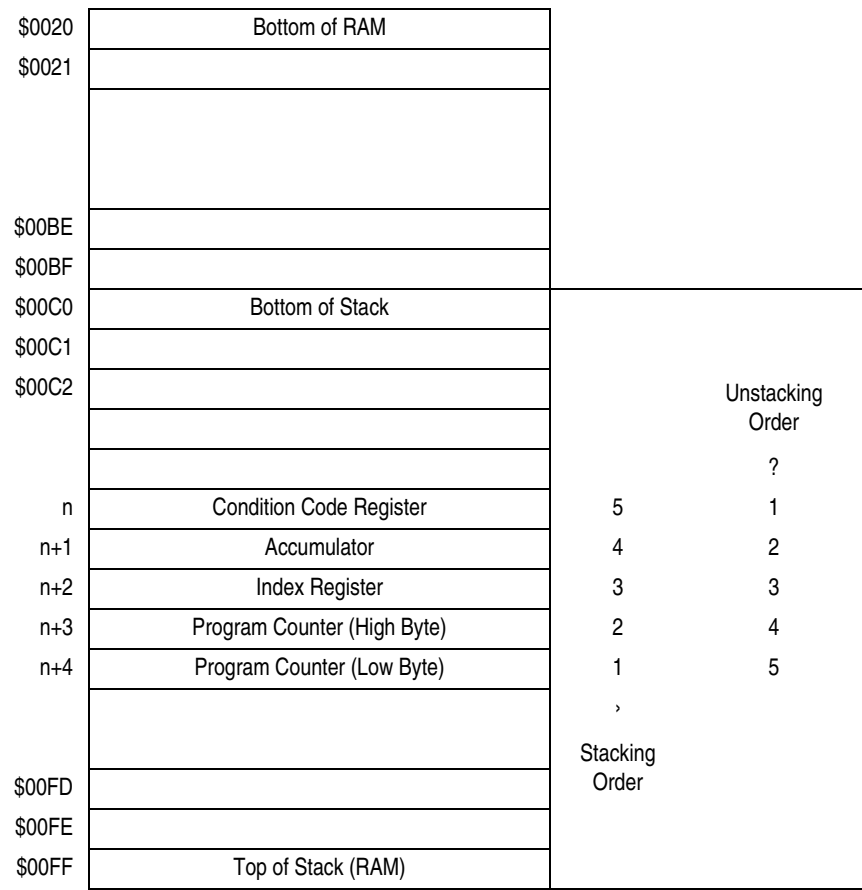 $0020 Bottom of RAM
$0021
$00BE
$00BF
$00C0 Bottom of Stack
$00C1
$00C2
Unstacking
Order
?
n Condition Code Register 5 1
n+1 Accumulator 4 2
n+2 Index Register 3 3
n+3 Program Counter (High Byte) 2 4
n+4 Program Counter (Low Byte) 1 5
›
Stacking
Order
$00FD
$00FE
$00FF Top of Stack (RAM)